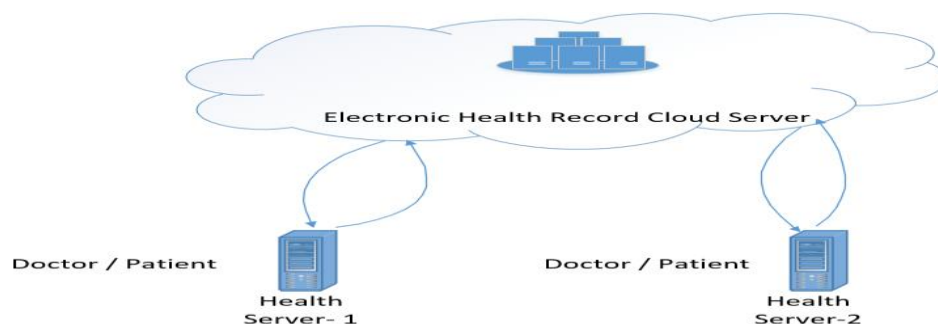 Electronic Health Record Cloud Server
Doctor / Patient
Health
Server- 1
Doctor / Patient
Health
Server-2